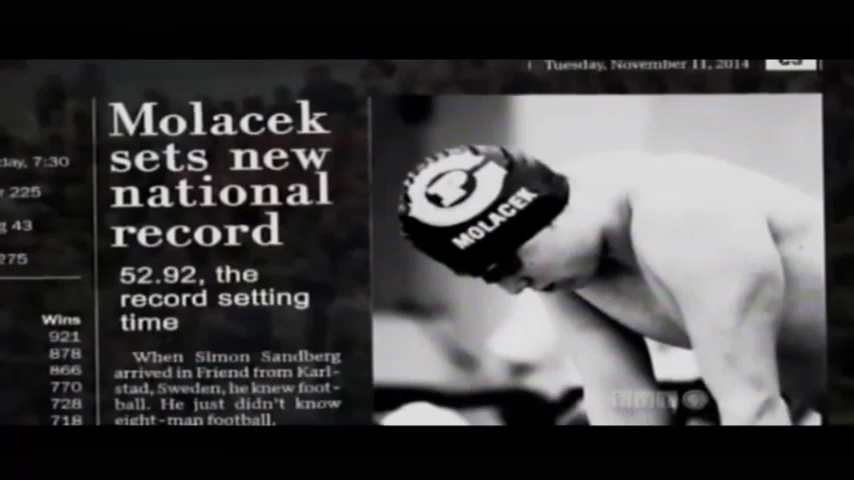 Tuesday, November 11, 2014
C3
Molacek
sets new
national
record
52.92, the
record setting
time
When Simon Sandberg
arrived in Friend from Karl-
stad, Sweden, he knew foot-
ball. He just didn't know
eight-man football.
day, 7:30
225
43
275
Wins
921
878
866
770
728
718
MOLACEK